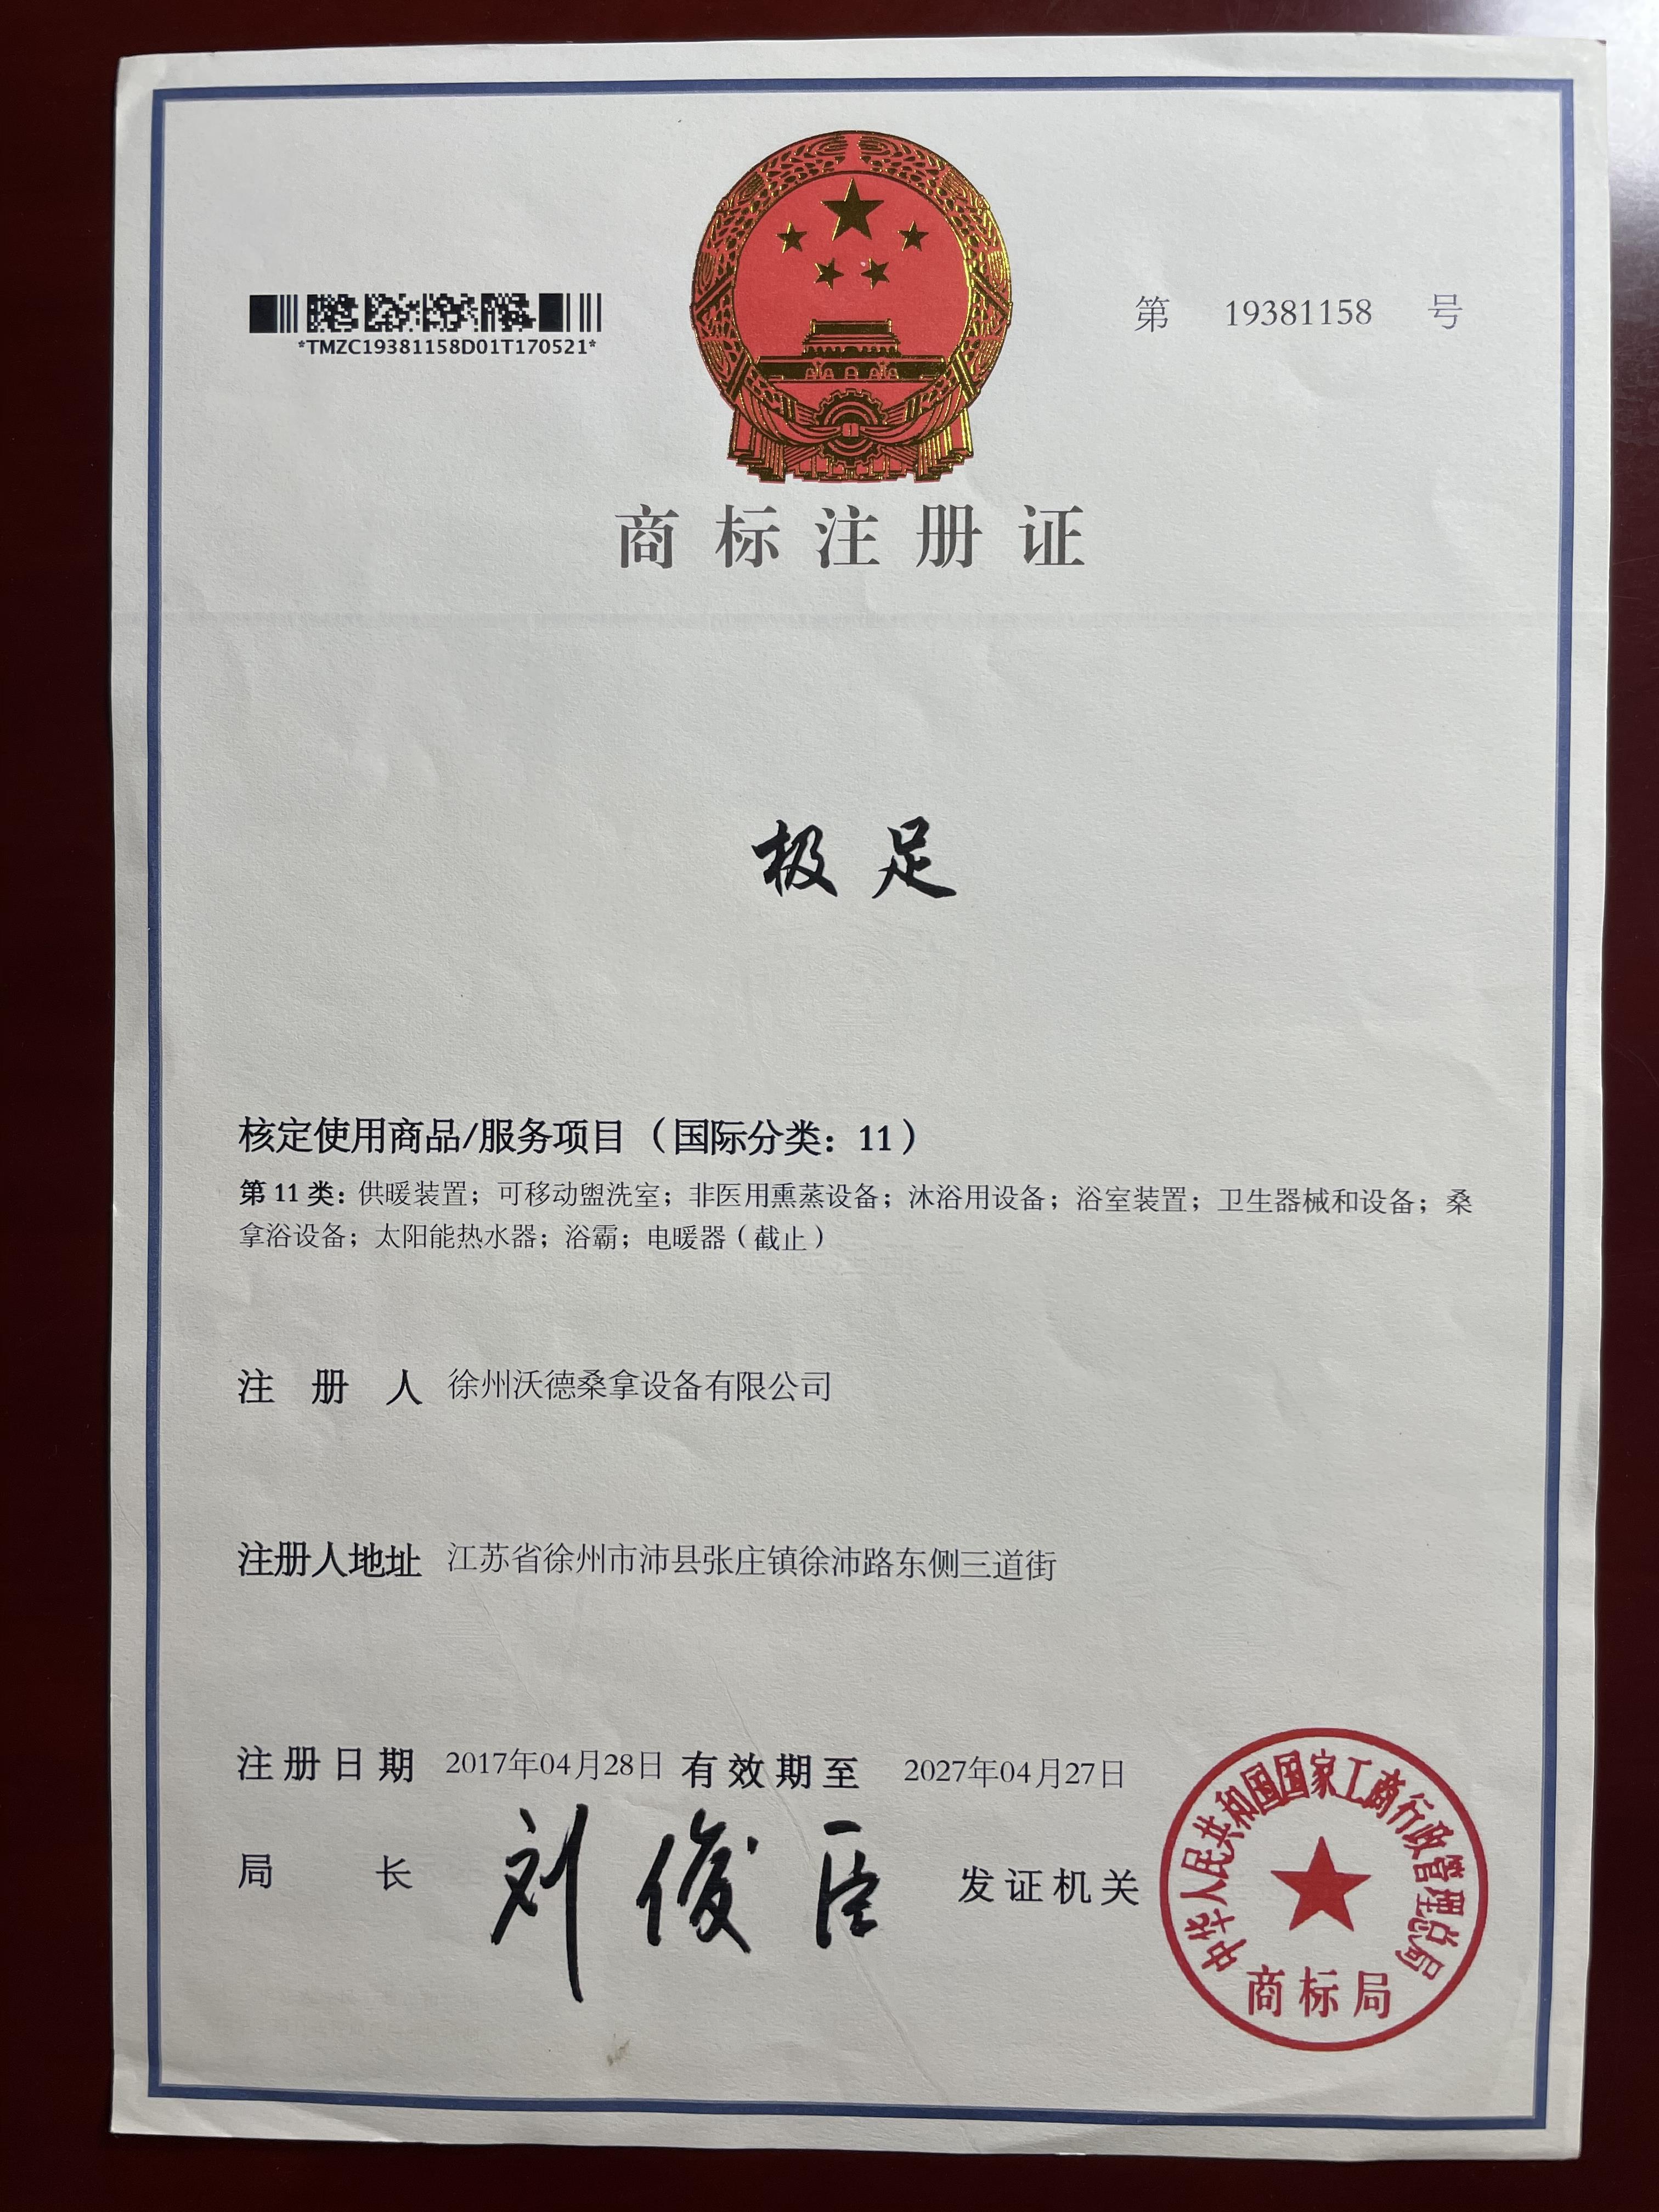 第 19381158 号
*TMZC19381158D01T170521*
商标注册证
极足
核定使用商品/服务项目（国际分类：11）
第11类：供暖装置；可移动盥洗室；非医用熏蒸设备；沐浴用设备；浴室装置；卫生器械和设备；桑
拿浴设备；太阳能热水器；浴霸；电暖器（截止）
注册人 徐州沃德桑拿设备有限公司
注册人地址 江苏省徐州市沛县张庄镇徐沛路东侧三道街
注册日期 2017年04月28日 有效期至 2027年04月27日
局长 刘俊臣 发证机关
中华人民共和国国家工商行政管理总局
商标局